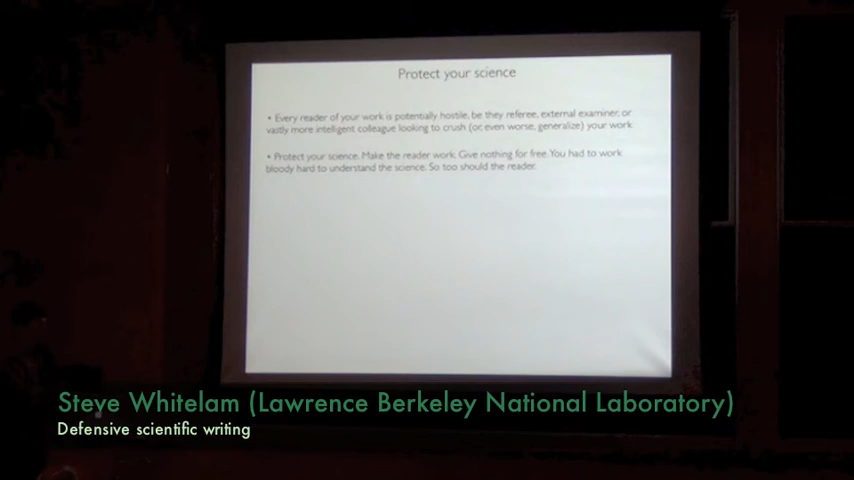 Protect your science
• Every reader of your work is potentially hostile, be they referee, external examiner, or
vastly more intelligent colleague looking to crush (or, even worse, generalize) your work.
• Protect your science. Make the reader work. Give nothing for free. You had to work
bloody hard to understand the science. So too should the reader.
Steve Whitelam (Lawrence Berkeley National Laboratory)
Defensive scientific writing